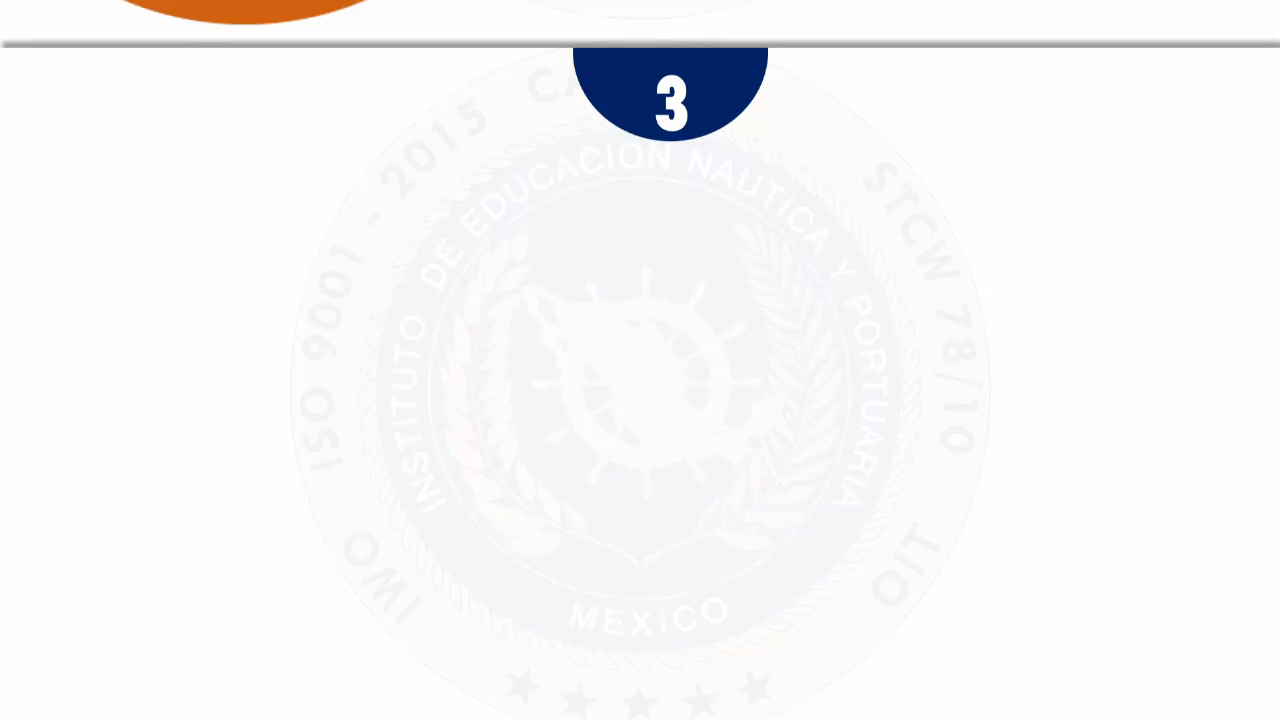 3
ISO 9001 - 2015
STCW 78/10
INSTITUTO DE EDUCACION NAUTICA Y PORTUARIA
OMI
OIT
MEXiCO